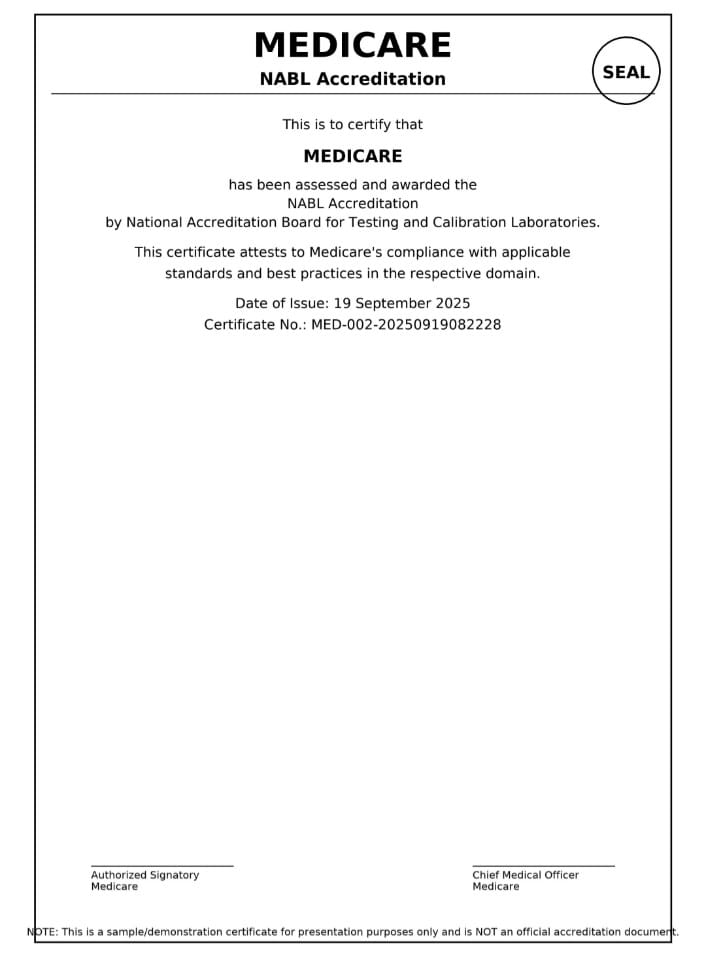 MEDICARE
NABL Accreditation
SEAL
This is to certify that
MEDICARE
has been assessed and awarded the
NABL Accreditation
by National Accreditation Board for Testing and Calibration Laboratories.
This certificate attests to Medicare's compliance with applicable
standards and best practices in the respective domain.
Date of Issue: 19 September 2025
Certificate No.: MED-002-20250919082228
Authorized Signatory
Medicare
Chief Medical Officer
Medicare
NOTE: This is a sample/demonstration certificate for presentation purposes only and is NOT an official accreditation document.